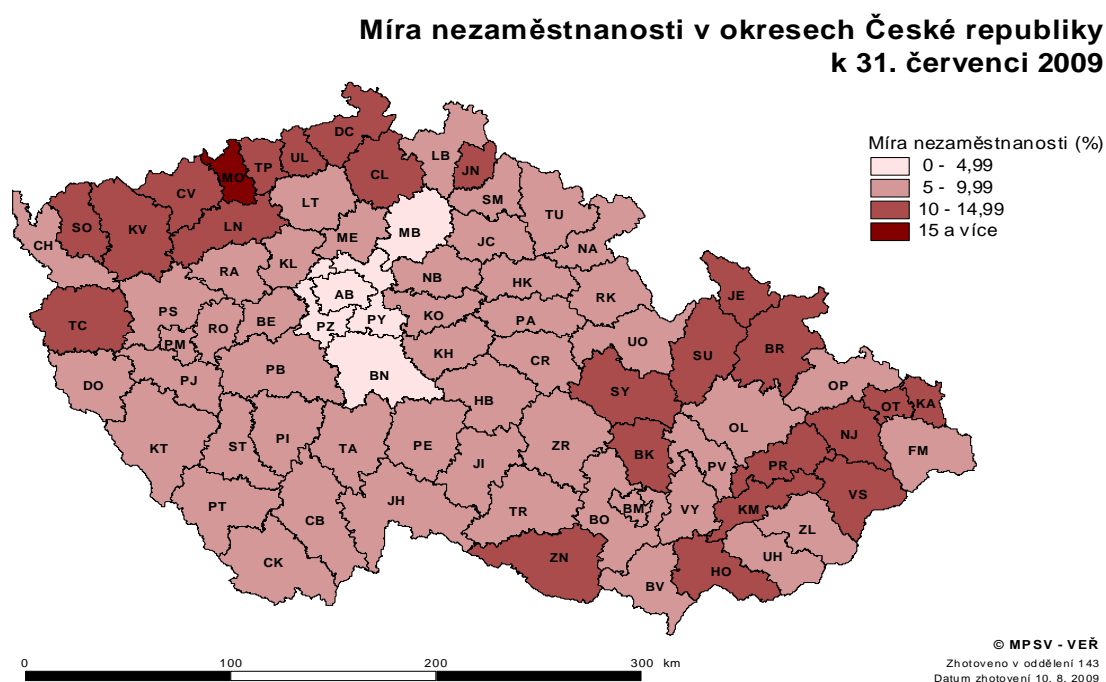 Míra nezaměstnanosti v okresech České republiky
k 31. červenci 2009
Míra nezaměstnanosti (%)
0 - 4,99
5 - 9,99
10 - 14,99
15 a více
DC
LB
UL
TP
MO
CL
JN
CV
SM
LT
TU
SO
KV
LN
MB
ME
JC
CH
NA
RA
KL
NB
HK
AB
RK
JE
PS
RO
BE
PZ
PY
KO
PA
TC
PM
UO
SU
BR
KH
CR
DO
PJ
PB
BN
OP
SY
HB
OT
KA
OL
NJ
KT
ST
PI
TA
PE
ZR
FM
BK
JI
PV
PR
VS
PT
CB
JH
TR
BO
BM
VY
KM
ZL
CK
ZN
HO
UH
BV
© MPSV - VEŘ
0 100 200 300 km
Zhotoveno v oddělení 143
Datum zhotovení 10. 8. 2009